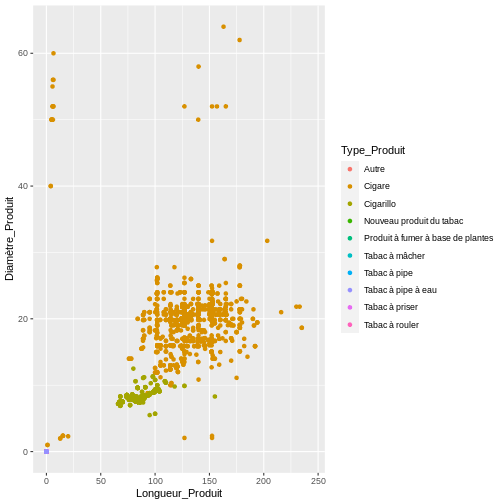 Diamètre_Produit
60
40
20
0
0
50
100
150
200
250
Longueur_Produit
Type_Produit
Autre
Cigare
Cigarillo
Nouveau produit du tabac
Produit à fumer à base de plantes
Tabac à mâcher
Tabac à pipe
Tabac à pipe à eau
Tabac à priser
Tabac à rouler